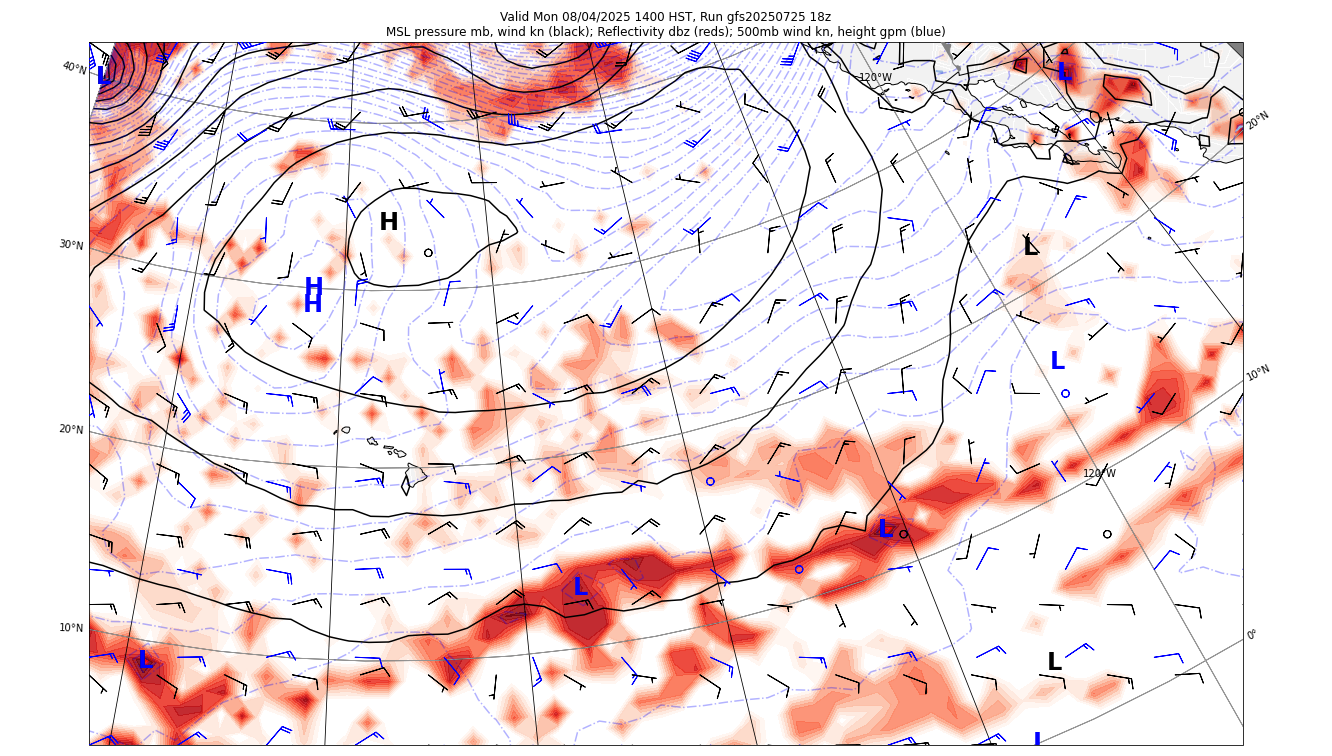 Valid Mon 08/04/2025 1400 HST, Run gfs20250725 18z
MSL pressure mb, wind kn (black); Reflectivity dbz (reds); 500mb wind kn, height gpm (blue)
40°N
L
L
120°W
20°N
H
30°N
L
H
H
L
10°N
20°N
120°W
L
L
10°N
0°
L
L
L